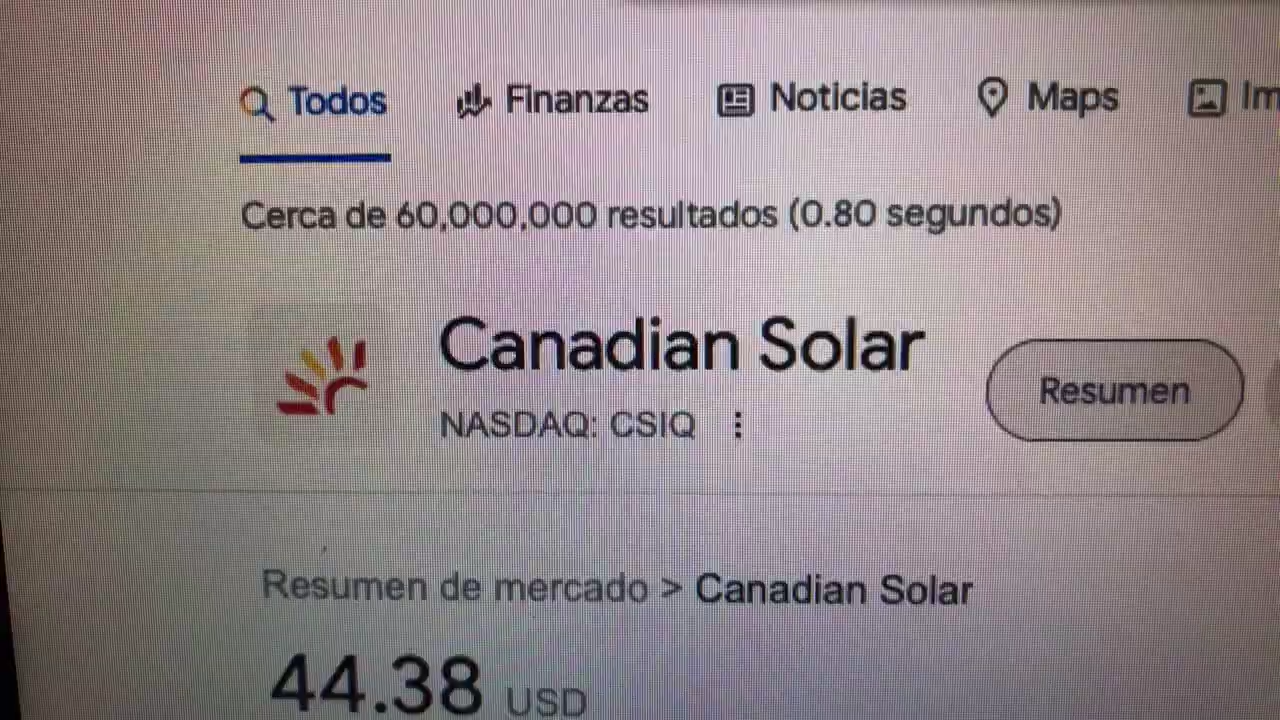 Todos Finanzas Noticias Maps Im
Cerca de 60,000,000 resultados (0.80 segundos)
Canadian Solar
NASDAQ: CSIQ
Resumen
Resumen de mercado > Canadian Solar
44.38 USD